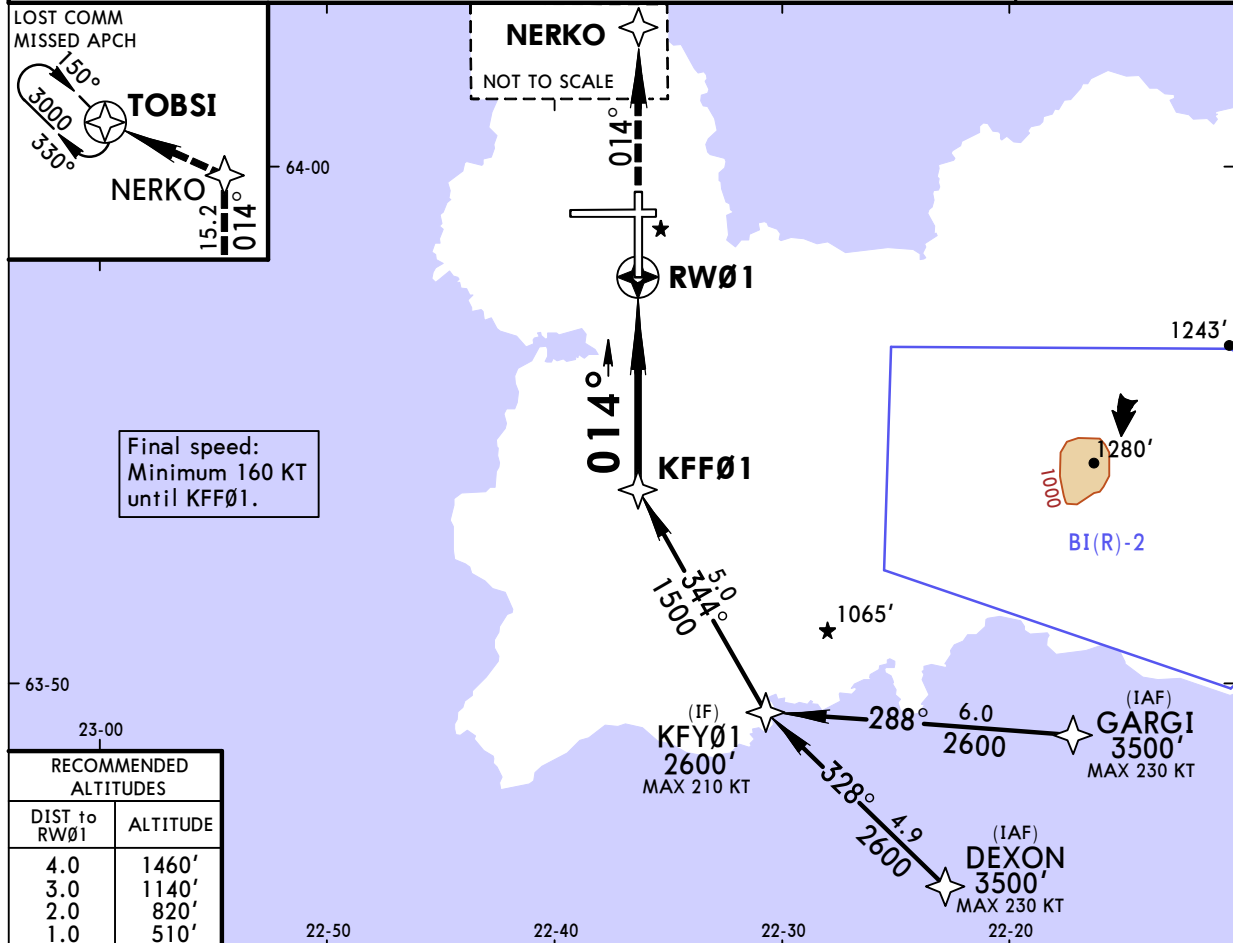 LOST COMM
MISSED APCH
150°
TOBSI
3000
330°
NERKO
15.2
014°
NERKO
NOT TO SCALE
014°
64-00
RWØ1
1243'
014°
Final speed:
Minimum 160 KT
until KFFØ1.
KFFØ1
1280'
1000
BI(R)-2
5.0
344°
1500
1065'
63-50
(IF)
KFYØ1
2600'
MAX 210 KT
288°
6.0
2600
(IAF)
GARGI
3500'
MAX 230 KT
328°
4.9
2600
(IAF)
DEXON
3500'
MAX 230 KT
23-00
RECOMMENDED
ALTITUDES
DIST to
RWØ1
ALTITUDE
4.0 1460'
3.0 1140'
2.0 820'
1.0 510'
22-50
22-40
22-30
22-20